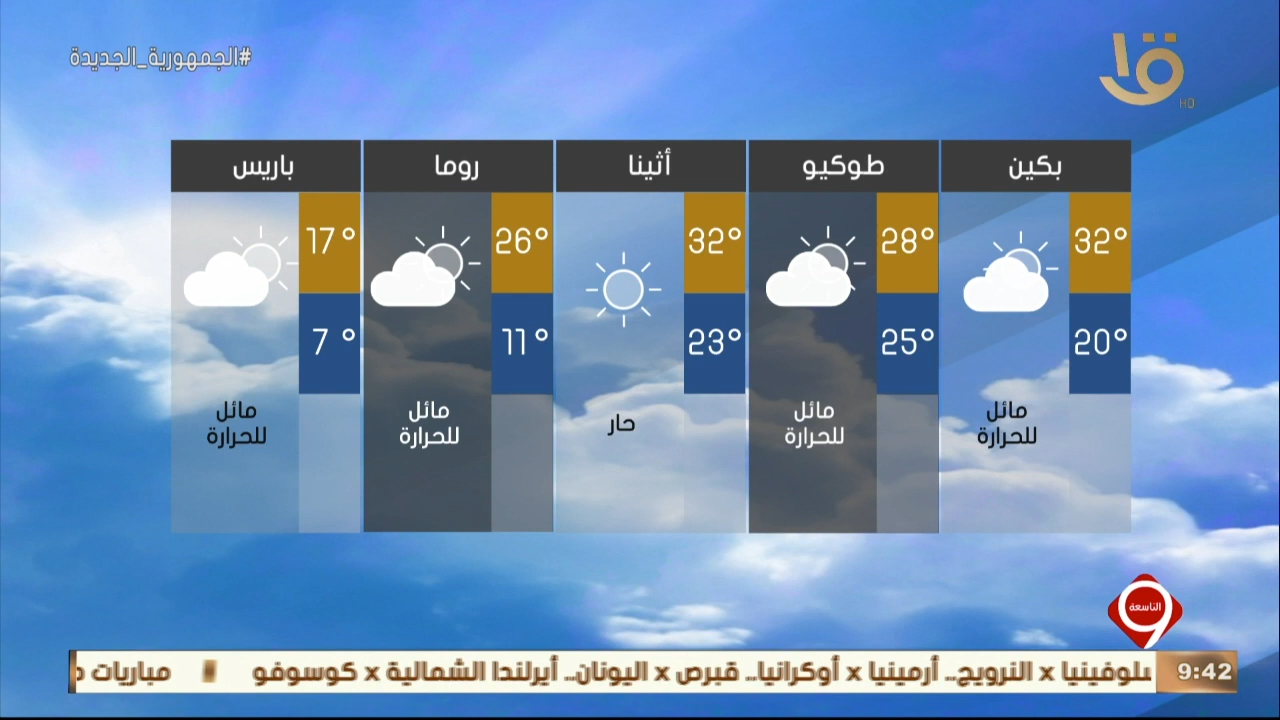 #الجمهورية_الجديدة
HD
بكين
32°
20°
مائل
للحرارة
طوكيو
28°
25°
مائل
للحرارة
أثينا
32°
23°
حار
روما
26°
11°
مائل
للحرارة
باريس
17°
7°
مائل
للحرارة
التاسعة
9
9:42
سلوفينيا x النرويج.. أرمينيا x أوكرانيا.. قبرص x اليونان.. أيرلندا الشمالية x كوسوفو
مباريات